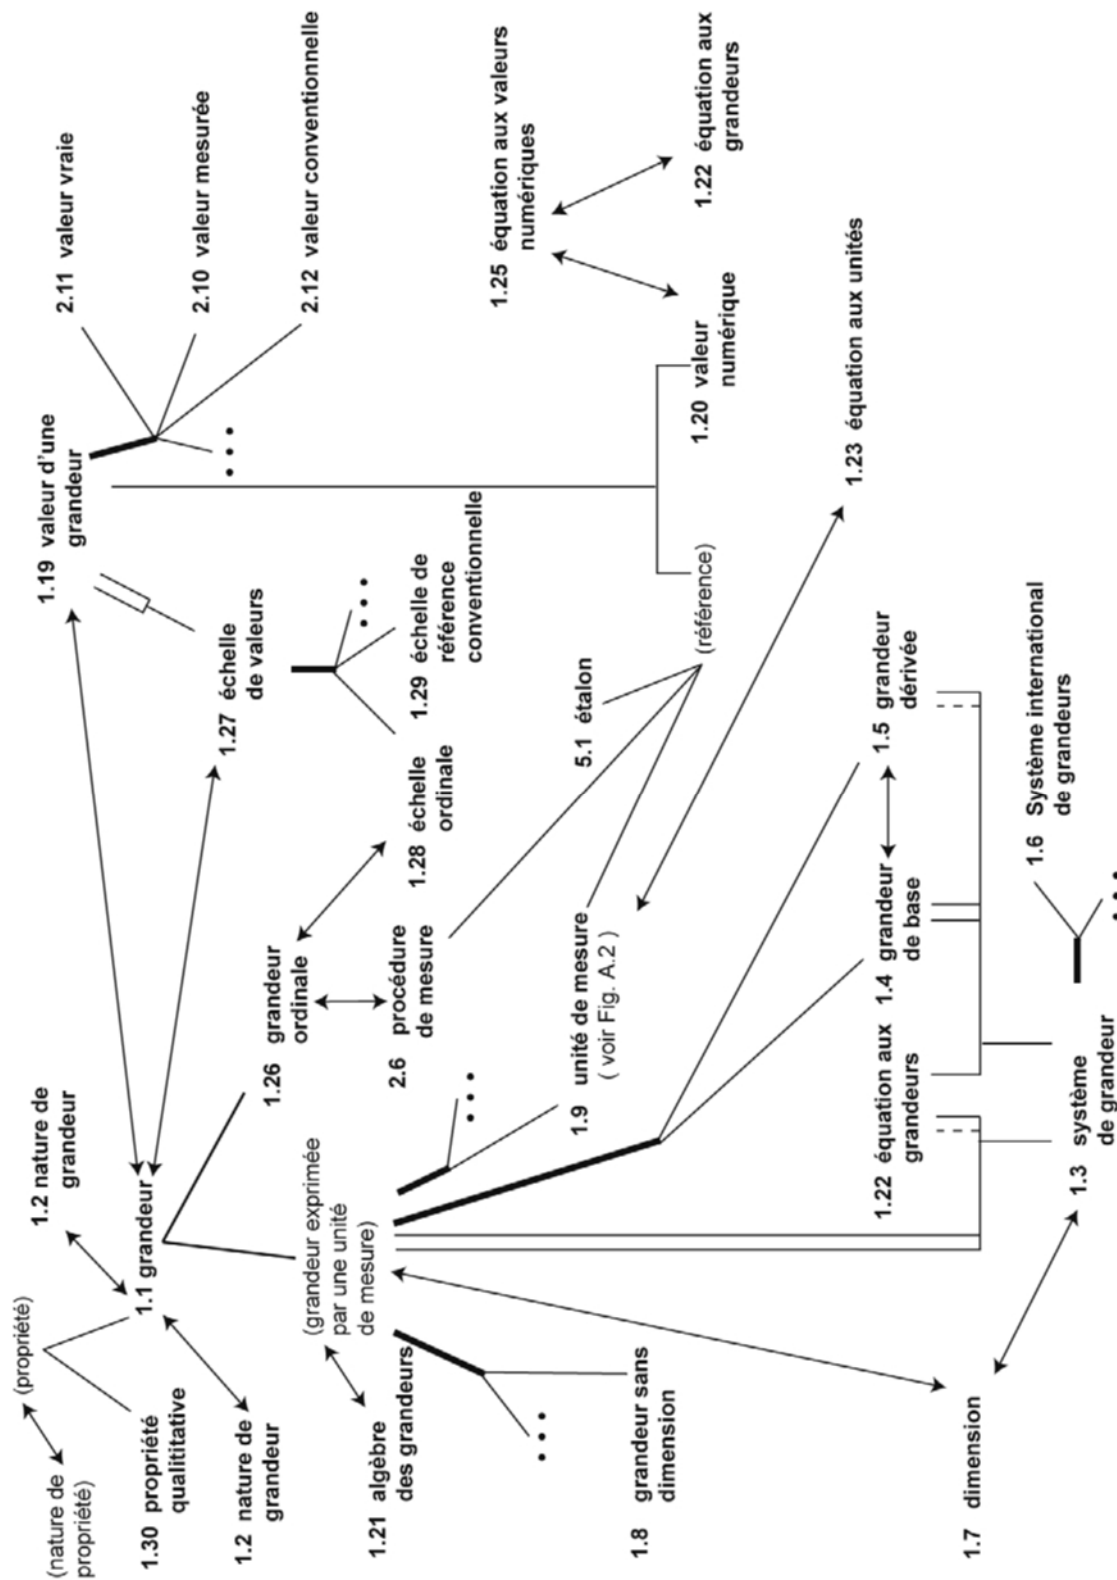 (nature de
propriété)
(propriété)
1.30 propriété
qualititative
1.2 nature de
grandeur
1.1 grandeur
1.2 nature de
grandeur
1.19 valeur d'une
grandeur
2.11 valeur vraie
2.10 valeur mesurée
2.12 valeur conventionnelle
1.27 échelle
de valeurs
1.26 grandeur
ordinale
1.28 échelle
ordinale
1.29 échelle de
référence
conventionnelle
1.21 algèbre
des grandeurs
(grandeur exprimée
par une unité
de mesure)
2.6 procédure
de mesure
5.1 étalon
1.25 équation aux valeurs
numériques
1.9 unité de mesure
( voir Fig. A.2 )
(référence)
1.20 valeur
numérique
1.22 équation aux
grandeurs
1.8 grandeur sans
dimension
1.23 équation aux unités
1.22 équation aux
grandeurs
1.4 grandeur
de base
1.5 grandeur
dérivée
1.7 dimension
1.3 système
de grandeur
1.6 Système international
de grandeurs